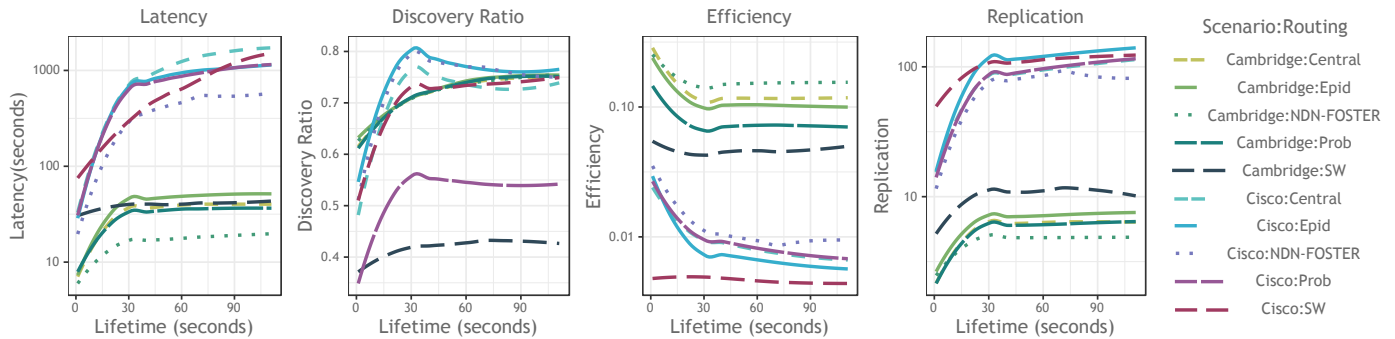 Latency
Discovery Ratio
Efficiency
Replication
Scenario:Routing
Latency(seconds)
1000
100
10
0
30
60
90
Lifetime (seconds)
Discovery Ratio
0.8
0.7
0.6
0.5
0.4
0
30
60
90
Lifetime (seconds)
Efficiency
0.10
0.01
0
30
60
90
Lifetime (seconds)
Replication
100
10
0
30
60
90
Lifetime (seconds)
Cambridge:Central
Cambridge:Epid
Cambridge:NDN-FOSTER
Cambridge:Prob
Cambridge:SW
Cisco:Central
Cisco:Epid
Cisco:NDN-FOSTER
Cisco:Prob
Cisco:SW